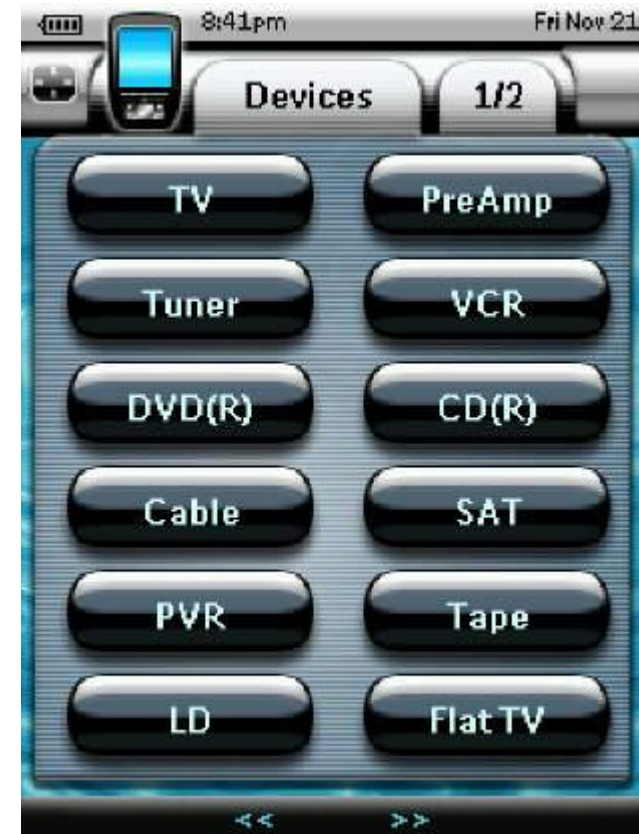 8:41pm Fri Nov 21
Devices 1/2
TV PreAmp
Tuner VCR
DVD(R) CD(R)
Cable SAT
PVR Tape
LD Flat TV
<< >>